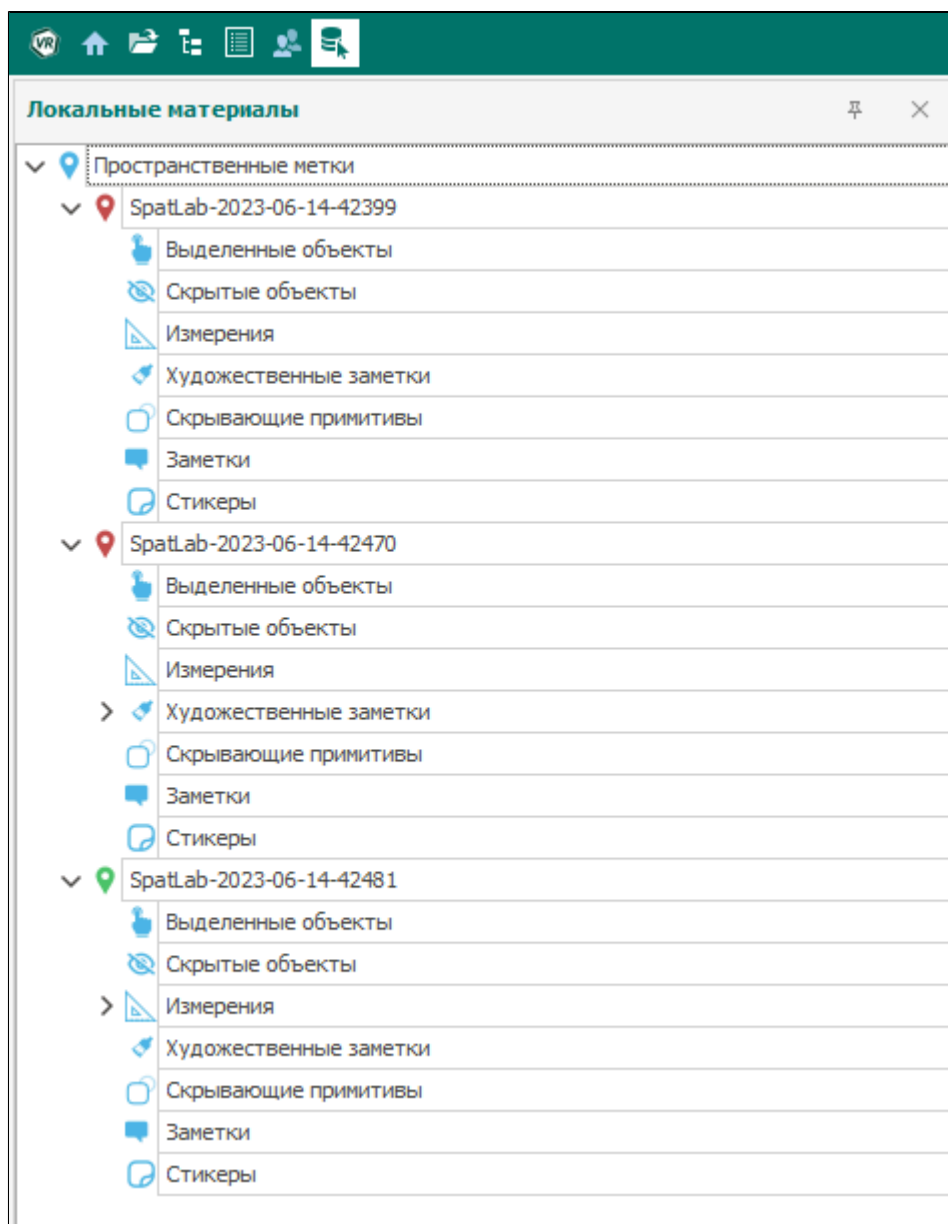 VR
Локальные материалы
Пространственные метки
SpatLab-2023-06-14-42399
Выделенные объекты
Скрытые объекты
Измерения
Художественные заметки
Скрывающие примитивы
Заметки
Стикеры
SpatLab-2023-06-14-42470
Выделенные объекты
Скрытые объекты
Измерения
Художественные заметки
Скрывающие примитивы
Заметки
Стикеры
SpatLab-2023-06-14-42481
Выделенные объекты
Скрытые объекты
Измерения
Художественные заметки
Скрывающие примитивы
Заметки
Стикеры